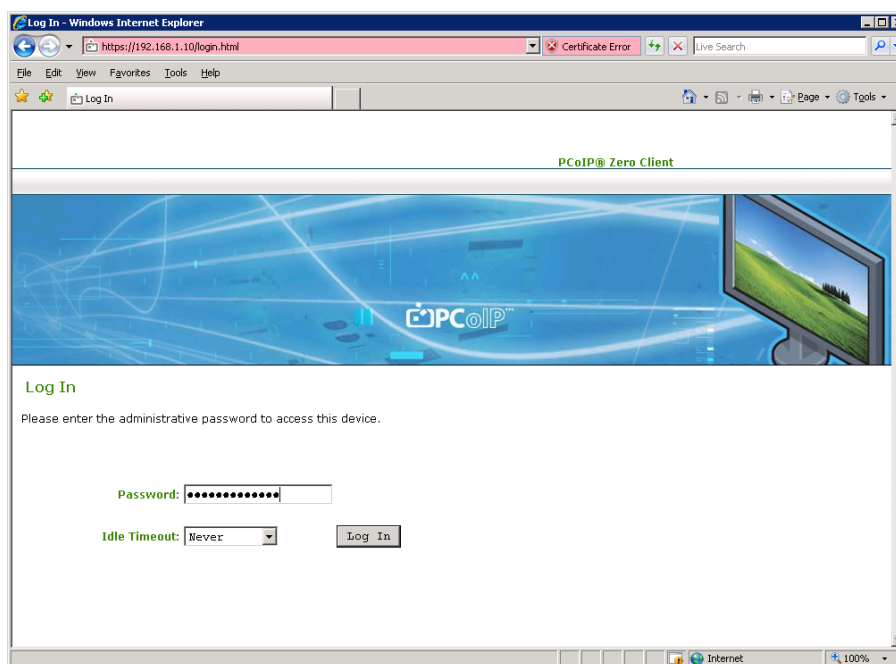 Log In - Windows Internet Explorer
https://192.168.1.10/login.html
Certificate Error
Live Search
File Edit View Favorites Tools Help
Log In
Page Tools
PCoIP® Zero Client
PCoIP™
Log In
Please enter the administrative password to access this device.
Password: •••••••••••••
Idle Timeout: Never
Log In
Internet
100%